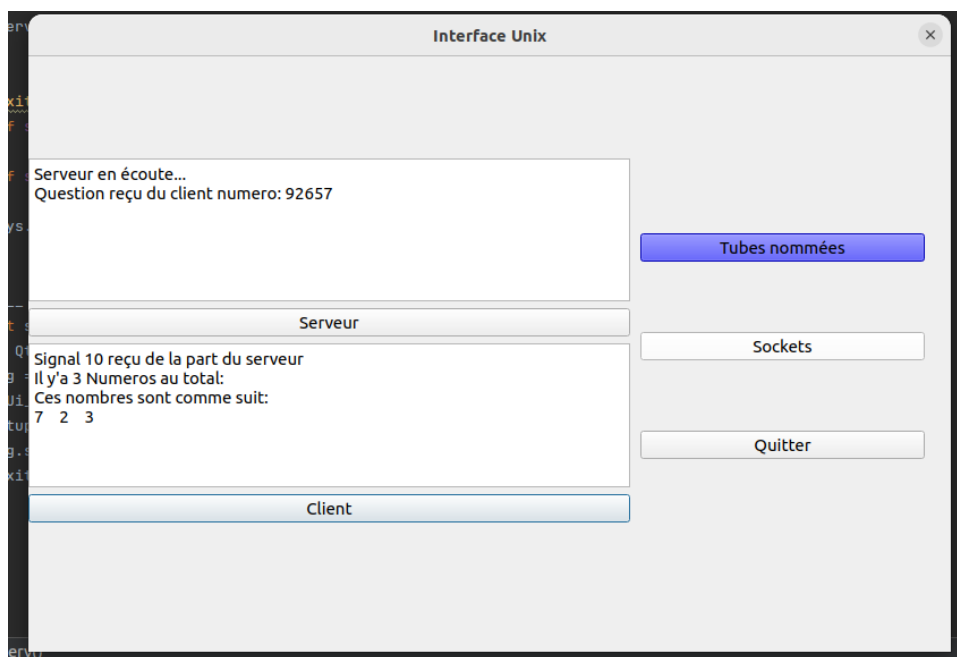 Interface Unix
Serveur en écoute...
Question reçu du client numero: 92657
Tubes nommées
Serveur
Sockets
Signal 10 reçu de la part du serveur
Il y'a 3 Numeros au total:
Ces nombres sont comme suit:
7 2 3
Quitter
Client